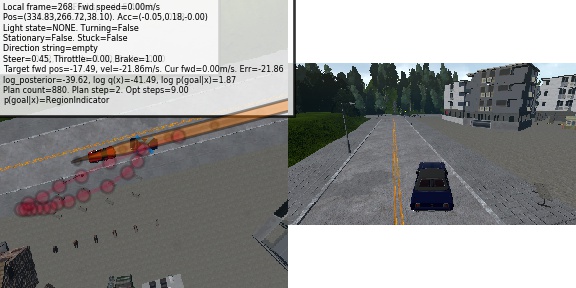 Local frame=268. Fwd speed=0.00m/s
Pos=(334.83,266.72,38.10). Acc=(-0.05,0.18;-0.00)
Light state=NONE. Turning=False
Stationary=False. Stuck=False
Direction string=empty
Steer=0.45, Throttle=0.00, Brake=1.00
Target fwd pos=-17.49, vel=-21.86m/s. Cur fwd=0.00m/s. Err=-21.86
log_posterior=-39.62, log q(x)=-41.49, log p(goal|x)=1.87
Plan count=880. Plan step=2. Opt steps=9.00
p(goal|x)=RegionIndicator